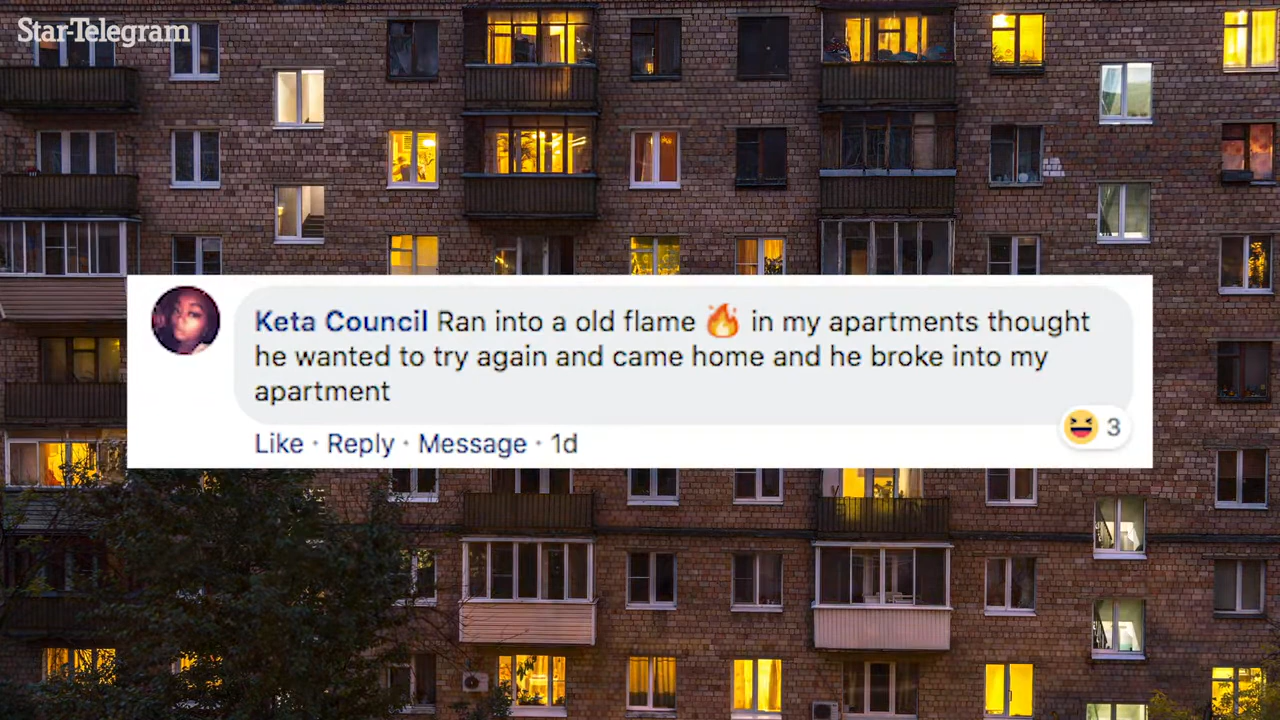 Star-Telegram
Keta Council Ran into a old flame 🔥 in my apartments thought
he wanted to try again and came home and he broke into my
apartment
Like · Reply · Message · 1d
3